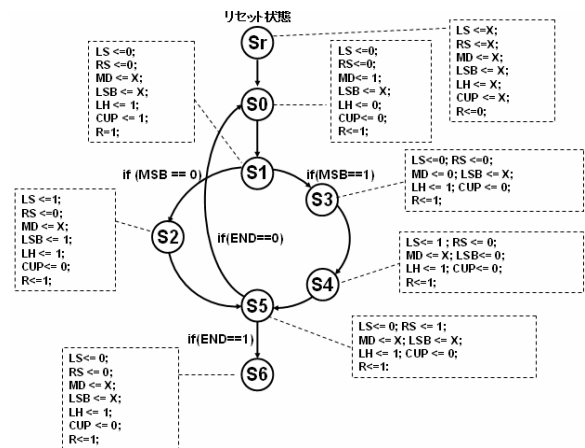 リセット状態
Sr
LS <=X;
RS <=X;
MD <= X;
LSB <= X;
LH <= X;
CUP <= X;
R<=0;
LS <=0;
RS<=0;
MD <= X;
LSB <= X;
LH <= 1;
CUP <= 1;
R=1;
LS <=0;
RS<=0;
MD<= 1;
LSB <= X;
LH <= 0;
CUP <= 0;
R<=1;
S0
S1
if (MSB == 0)
if(MSB==1)
LS<=0; RS <=0;
MD <= 0; LSB <= X;
LH <= 1; CUP <= 0;
R<=1;
S3
LS <=1;
RS <=0;
MD <= X;
LSB <= 1;
LH <= 1;
CUP<= 0;
R<=1;
S2
if(END==0)
LS<= 1 ; RS <= 0;
MD <= X; LSB<= 0;
LH <= 1; CUP<= 0;
R<=1;
S4
S5
if(END==1)
LS<= 0; RS <= 1;
MD <= X; LSB <= X;
LH <= 1; CUP <= 0;
R<=1;
LS<= 0;
RS <= 0;
MD <= X;
LSB <= X;
LH <= 1;
CUP <= 0;
R<=1;
S6